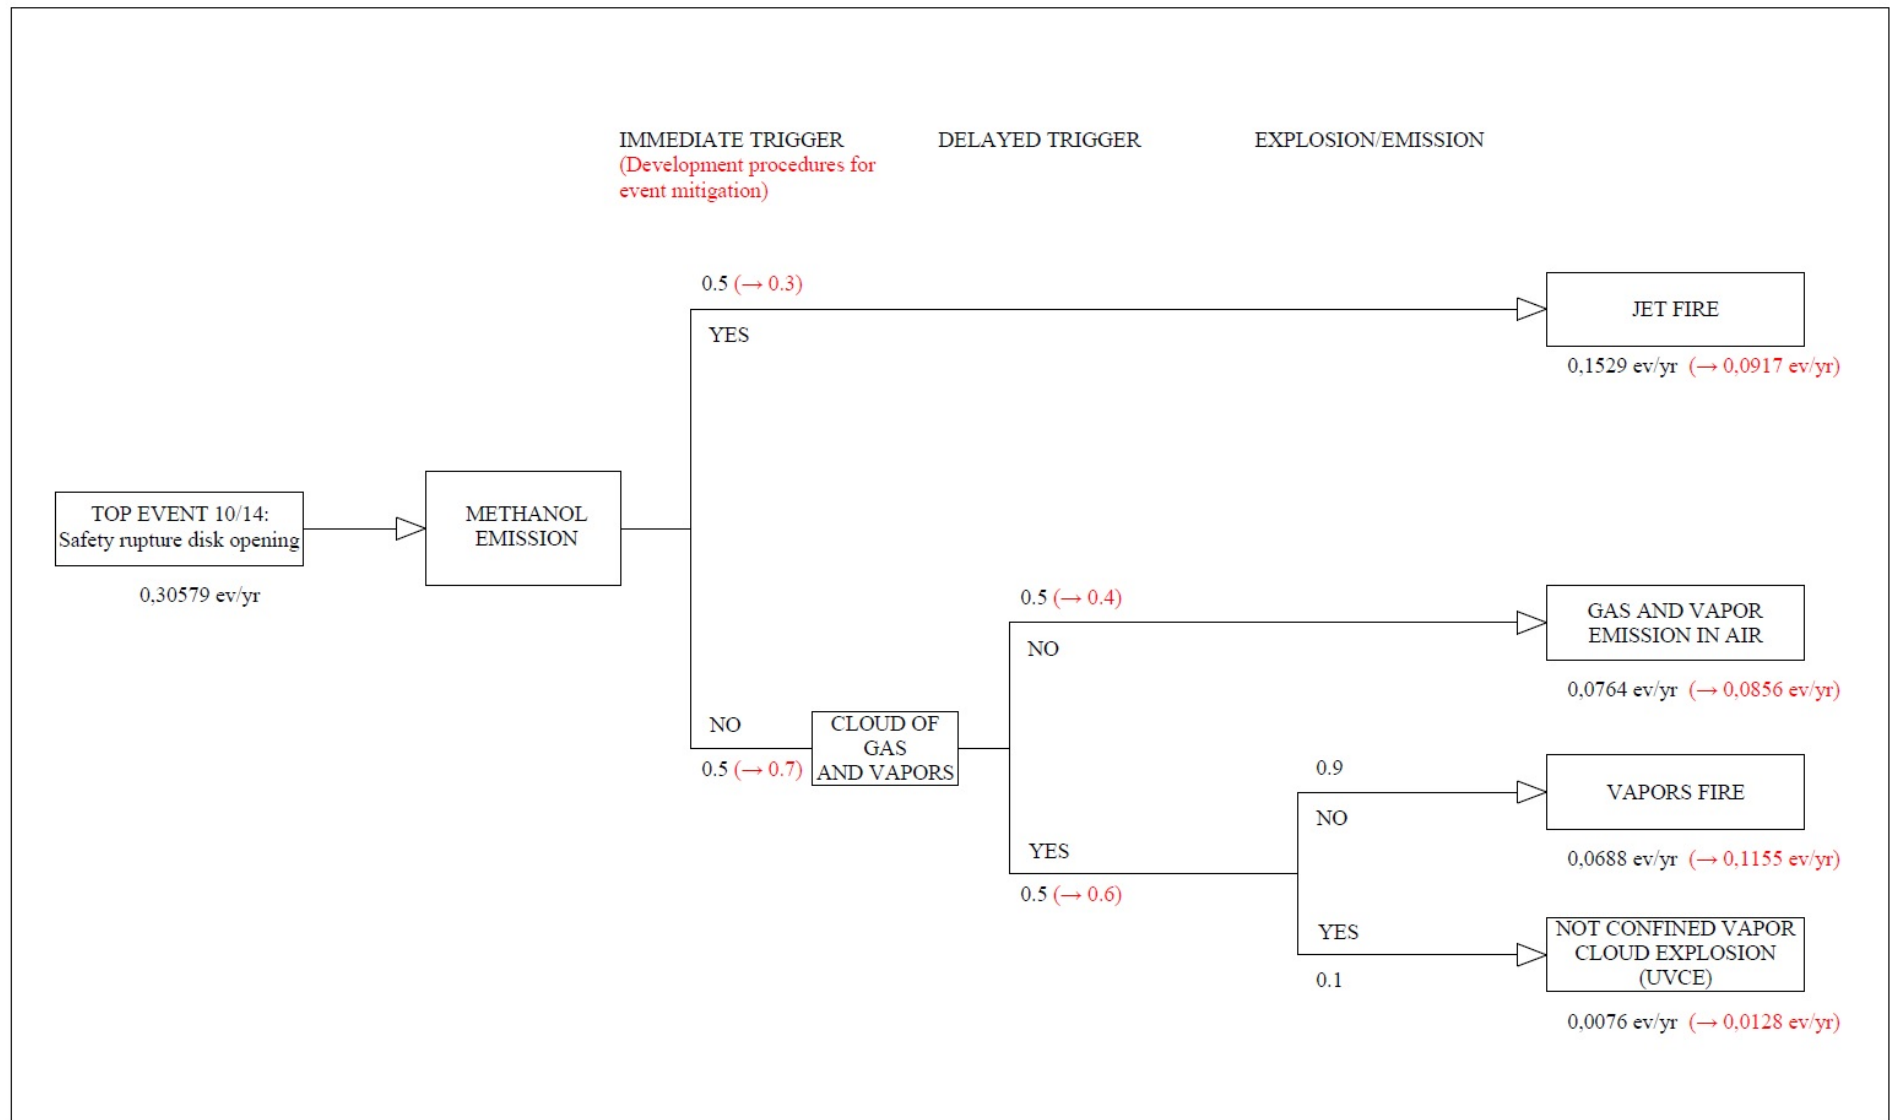 IMMEDIATE TRIGGER
(Development procedures for
event mitigation)
DELAYED TRIGGER
EXPLOSION/EMISSION
0.5 (→ 0.3)
YES
JET FIRE
0,1529 ev/yr (→ 0,0917 ev/yr)
TOP EVENT 10/14:
Safety rupture disk opening
0,30579 ev/yr
METHANOL
EMISSION
0.5 (→ 0.4)
NO
GAS AND VAPOR
EMISSION IN AIR
0,0764 ev/yr (→ 0,0856 ev/yr)
NO
0.5 (→ 0.7)
CLOUD OF
GAS
AND VAPORS
0.9
NO
VAPORS FIRE
0,0688 ev/yr (→ 0,1155 ev/yr)
YES
0.5 (→ 0.6)
YES
0.1
NOT CONFINED VAPOR
CLOUD EXPLOSION
(UVCE)
0,0076 ev/yr (→ 0,0128 ev/yr)